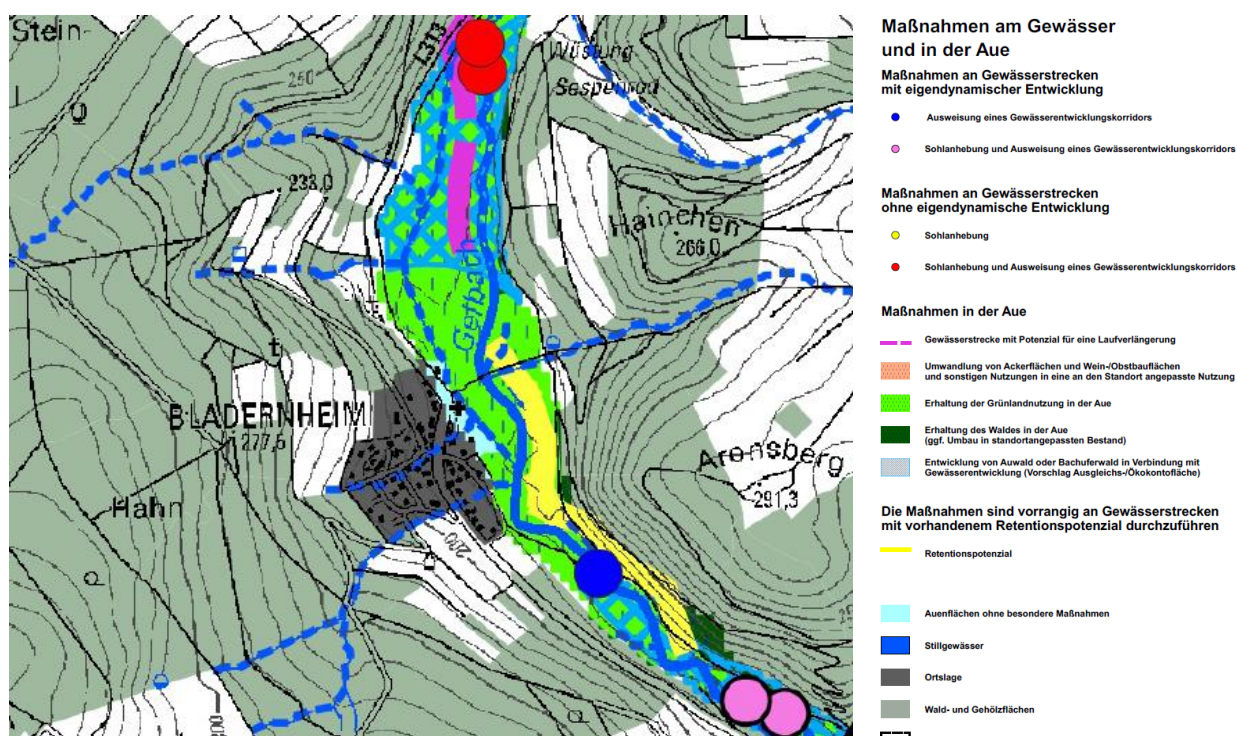 Stein-
Wüstung
Sespenrod
250
233,0
Hainchen
266,0
Gelbach
BLADERNHEIM
277,5
Hahn
Aronsberg
291,3
200
300
Maßnahmen am Gewässer
und in der Aue
Maßnahmen an Gewässerstrecken
mit eigendynamischer Entwicklung
Ausweisung eines Gewässerentwicklungskorridors
Sohlanhebung und Ausweisung eines Gewässerentwicklungskorridors
Maßnahmen an Gewässerstrecken
ohne eigendynamische Entwicklung
Sohlanhebung
Sohlanhebung und Ausweisung eines Gewässerentwicklungskorridors
Maßnahmen in der Aue
Gewässerstrecke mit Potenzial für eine Laufverlängerung
Umwandlung von Ackerflächen und Wein-/Obstbauflächen
und sonstigen Nutzungen in eine an den Standort angepasste Nutzung
Erhaltung der Grünlandnutzung in der Aue
Erhaltung des Waldes in der Aue
(ggf. Umbau in standortangepassten Bestand)
Entwicklung von Auwald oder Bachuferwald in Verbindung mit
Gewässerentwicklung (Vorschlag Ausgleichs-/Ökokontofläche)
Die Maßnahmen sind vorrangig an Gewässerstrecken
mit vorhandenem Retentionspotenzial durchzuführen
Retentionspotenzial
Auenflächen ohne besondere Maßnahmen
Stillgewässer
Ortslage
Wald- und Gehölzflächen